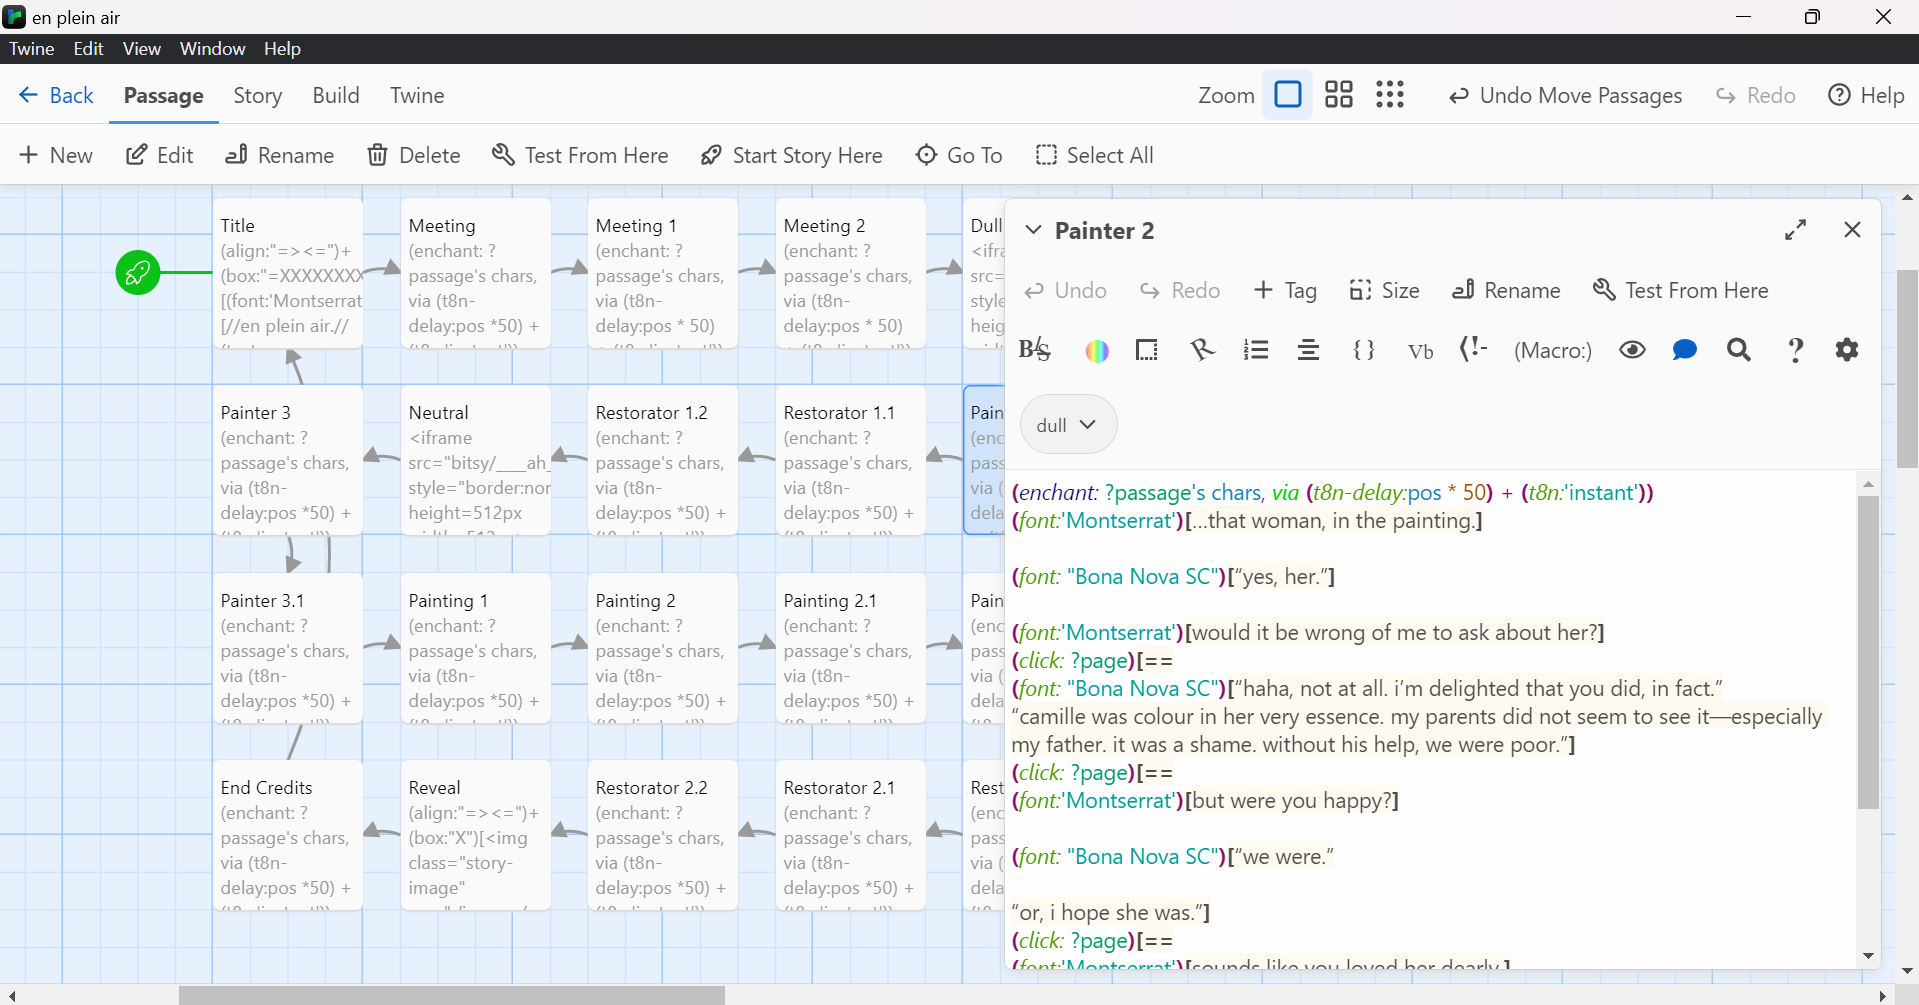 en plein air
Twine Edit View Window Help
Back Passage Story Build Twine Zoom Undo Move Passages Redo Help
New Edit Rename Delete Test From Here Start Story Here Go To Select All
Title
(align:"=><=")+
(box:"=XXXXXXXX
[(font:'Montserrat
[//en plein air.//
Meeting
(enchant: ?
passage's chars,
via (t8n-
delay:pos *50) +
Meeting 1
(enchant: ?
passage's chars,
via (t8n-
delay:pos * 50)
Meeting 2
(enchant: ?
passage's chars,
via (t8n-
delay:pos * 50)
Dull
<ifra
src=
style
heig
Painter 3
(enchant: ?
passage's chars,
via (t8n-
delay:pos *50) +
Neutral
<iframe
src="bitsy/____ah_
style="border:nor
height=512px
Restorator 1.2
(enchant: ?
passage's chars,
via (t8n-
delay:pos *50) +
Restorator 1.1
(enchant: ?
passage's chars,
via (t8n-
delay:pos *50) +
Pain
(enc
pass
via (
dela
Painter 3.1
(enchant: ?
passage's chars,
via (t8n-
delay:pos *50) +
Painting 1
(enchant: ?
passage's chars,
via (t8n-
delay:pos *50) +
Painting 2
(enchant: ?
passage's chars,
via (t8n-
delay:pos *50) +
Painting 2.1
(enchant: ?
passage's chars,
via (t8n-
delay:pos *50) +
Pain
(enc
pass
via (
dela
End Credits
(enchant: ?
passage's chars,
via (t8n-
delay:pos *50) +
Reveal
(align:"=><=")+
(box:"X")[<img
class="story-
image"
Restorator 2.2
(enchant: ?
passage's chars,
via (t8n-
delay:pos *50) +
Restorator 2.1
(enchant: ?
passage's chars,
via (t8n-
delay:pos *50) +
Rest
(enc
pass
via (
dela
Painter 2
Undo Redo Tag Size Rename Test From Here
BS { } Vb (!- (Macro:) ?
dull
(enchant: ?passage's chars, via (t8n-delay:pos * 50) + (t8n:'instant'))
(font:'Montserrat')[...that woman, in the painting.]
(font: "Bona Nova SC")[“yes, her.”]
(font:'Montserrat')[would it be wrong of me to ask about her?]
(click: ?page)[==
(font: "Bona Nova SC")[“haha, not at all. i’m delighted that you did, in fact.”
“camille was colour in her very essence. my parents did not seem to see it—especially
my father. it was a shame. without his help, we were poor.”]
(click: ?page)[==
(font:'Montserrat')[but were you happy?]
(font: "Bona Nova SC")[“we were.”
“or, i hope she was.”]
(click: ?page)[==
(font:'Montserrat')[sounds like you loved her dearly.]